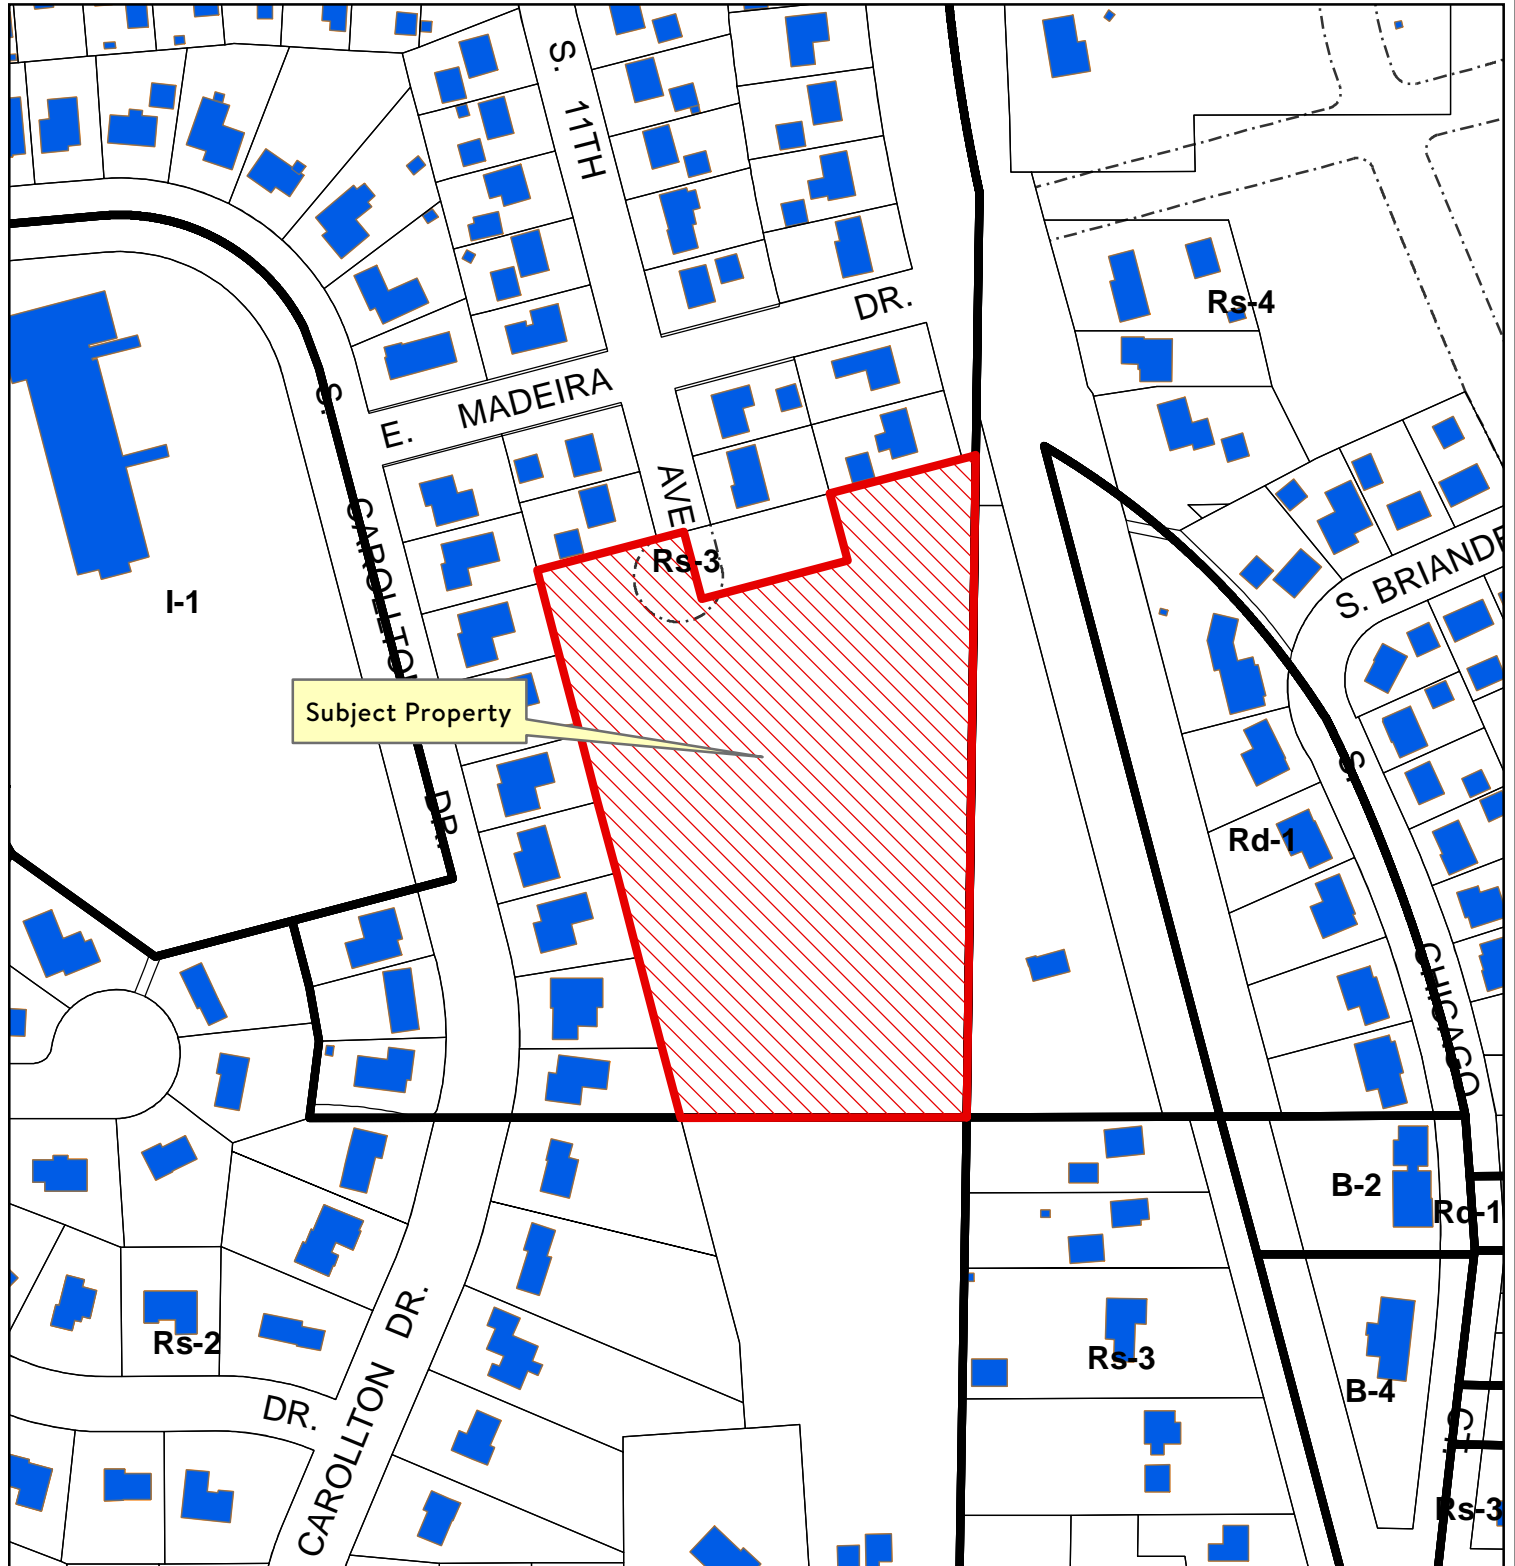 S. 11TH
DR.
Rs-4
E. MADEIRA
S.
AVE
CAROLLTON
Rs-3
S. BRIANDE
I-1
Subject Property
S.
DR.
Rd-1
CHICAGO
B-2
Rd-1
Rs-2
DR.
Rs-3
B-4
DR.
CAROLLTON
CT.
Rs-3